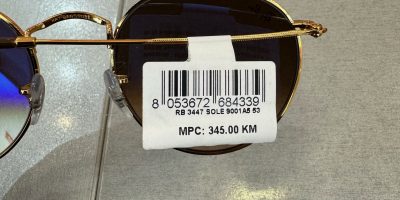 8 053672 684339
RB 3447 SOLE 9001A5 53
MPC: 345.00 KM